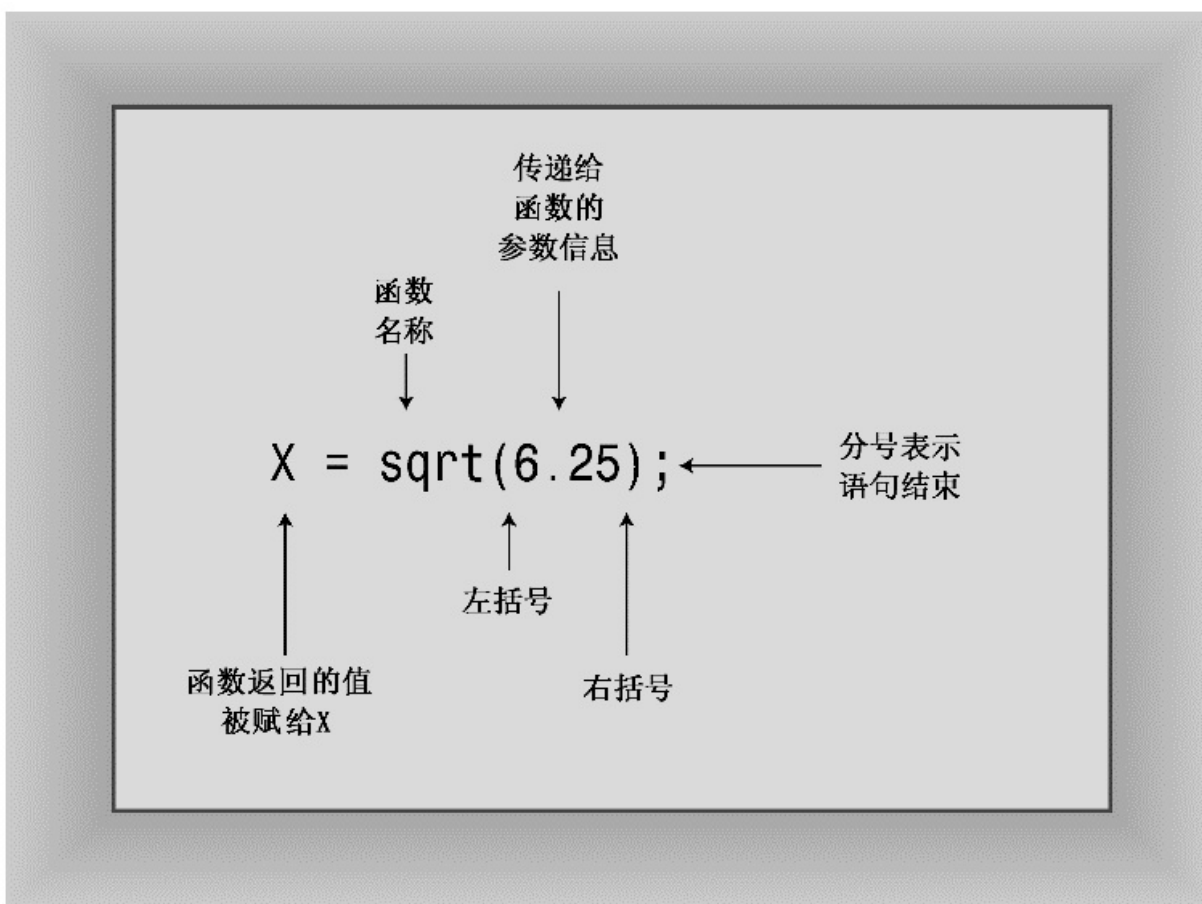 传递给
函数的
参数信息
函数
名称
X = sqrt(6.25);
分号表示
语句结束
左括号
函数返回的值
被赋给X
右括号